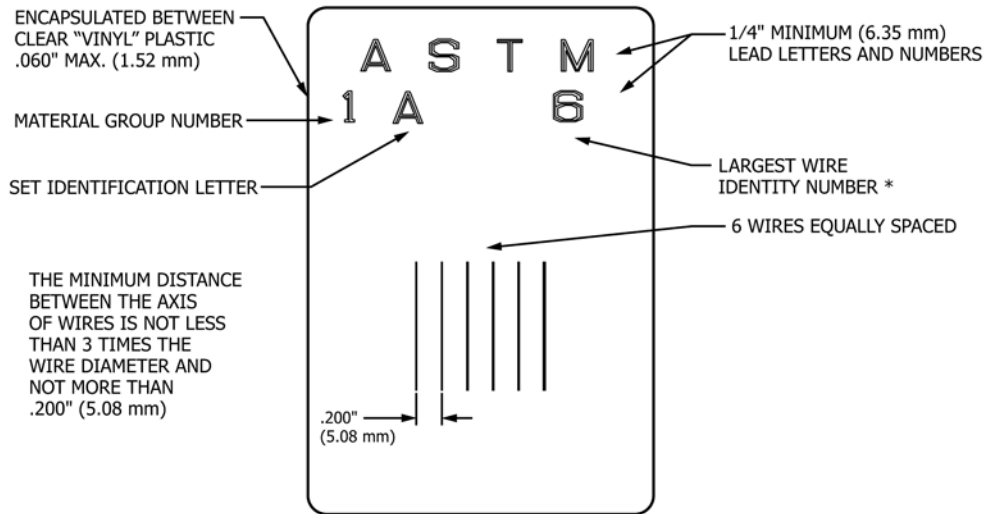 ENCAPSULATED BETWEEN
CLEAR “VINYL” PLASTIC
.060" MAX. (1.52 mm)
MATERIAL GROUP NUMBER
SET IDENTIFICATION LETTER
THE MINIMUM DISTANCE
BETWEEN THE AXIS
OF WIRES IS NOT LESS
THAN 3 TIMES THE
WIRE DIAMETER AND
NOT MORE THAN
.200" (5.08 mm)
A S T M
1 A 6
.200"
(5.08 mm)
1/4" MINIMUM (6.35 mm)
LEAD LETTERS AND NUMBERS
LARGEST WIRE
IDENTITY NUMBER *
6 WIRES EQUALLY SPACED